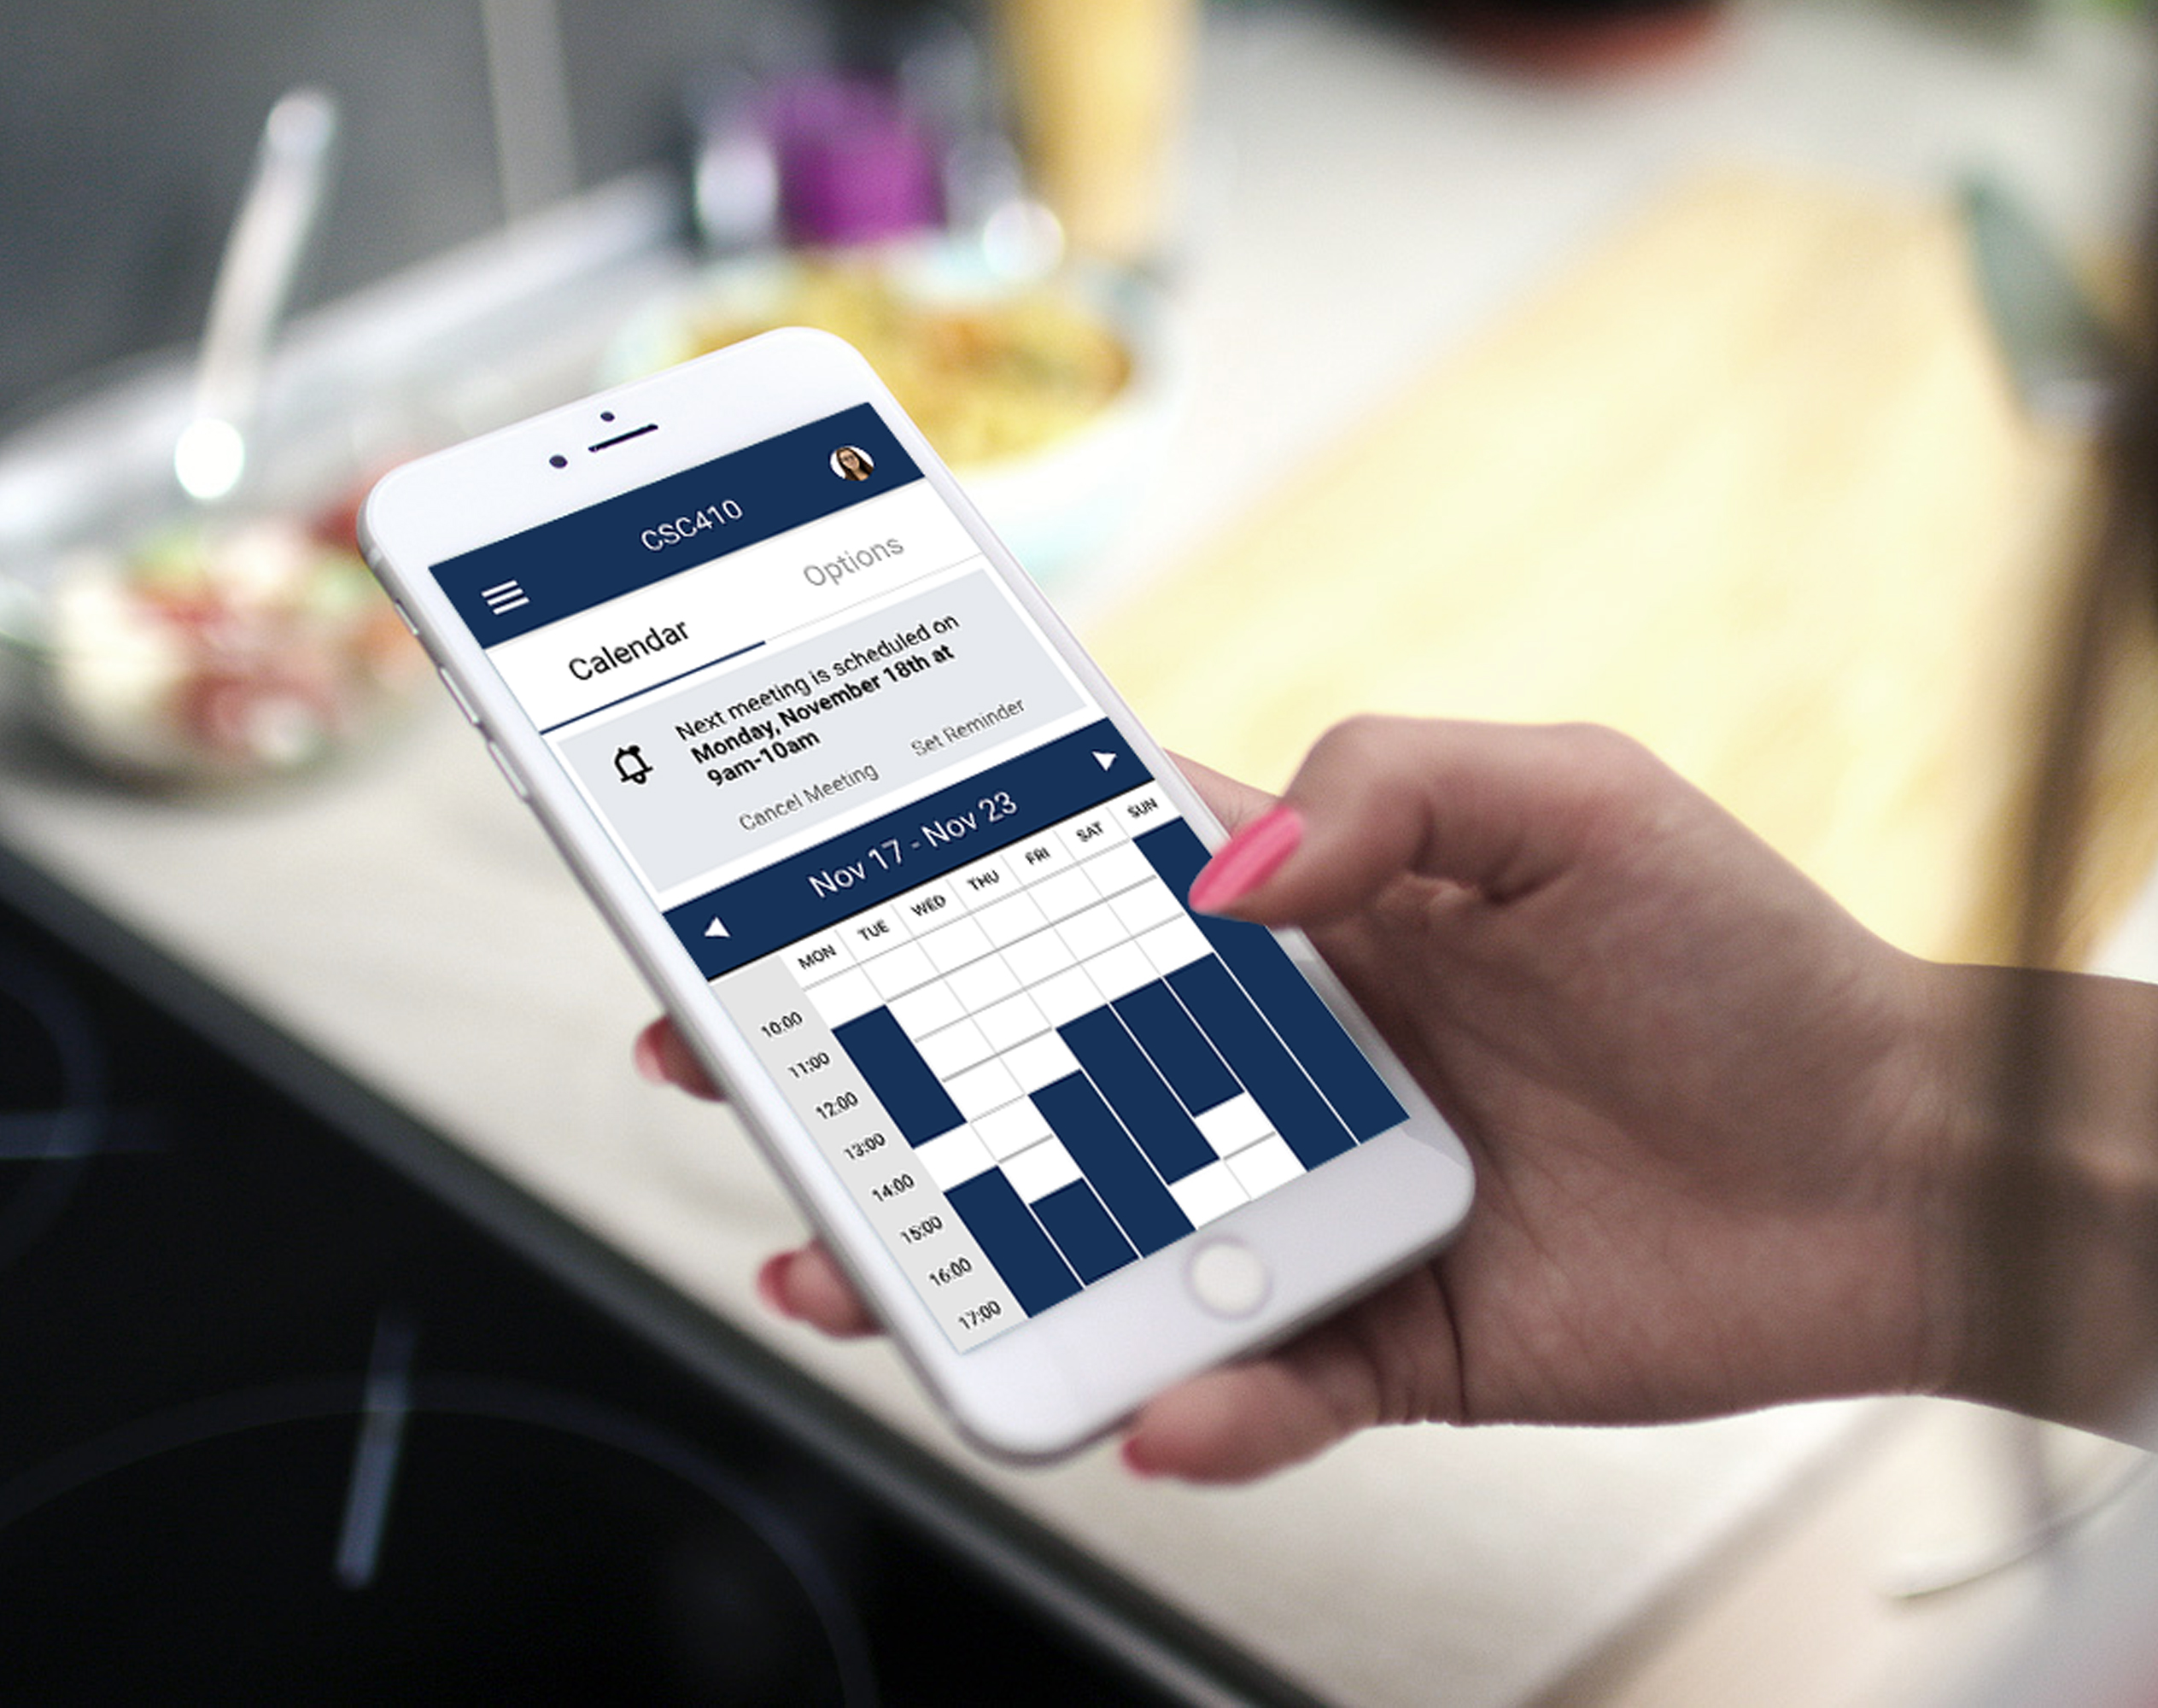 CSC410
Calendar
Options
Next meeting is scheduled on
Monday, November 18th at
9am-10am
Cancel Meeting
Set Reminder
Nov 17 - Nov 23
MON TUE WED THU FRI SAT SUN
10:00
11:00
12:00
13:00
14:00
15:00
16:00
17:00